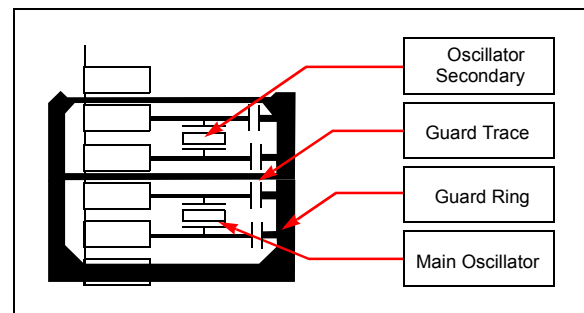 Oscillator
Secondary
Guard Trace
Guard Ring
Main Oscillator